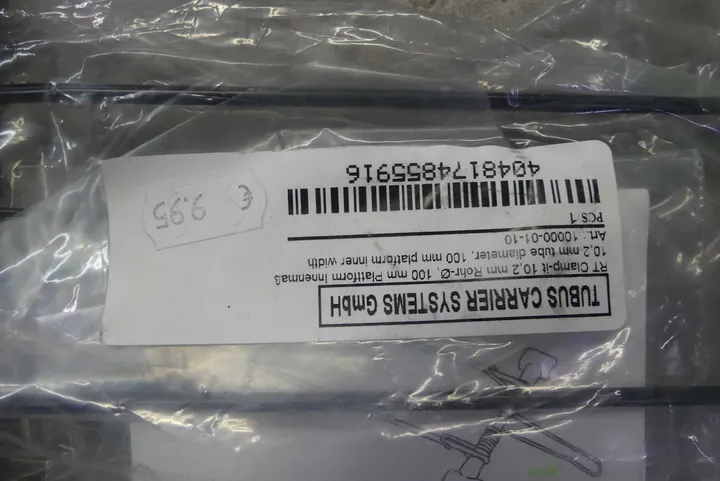 TUBUS CARRIER SYSTEMS GmbH
RT Clamp-it 10,2 mm Rohr-Ø, 100 mm Plattform Innenmaß
10,2 mm tube diameter, 100 mm platform inner width
Art.: 10000-01-10
PCS:1
4048174855916
€ 9.95